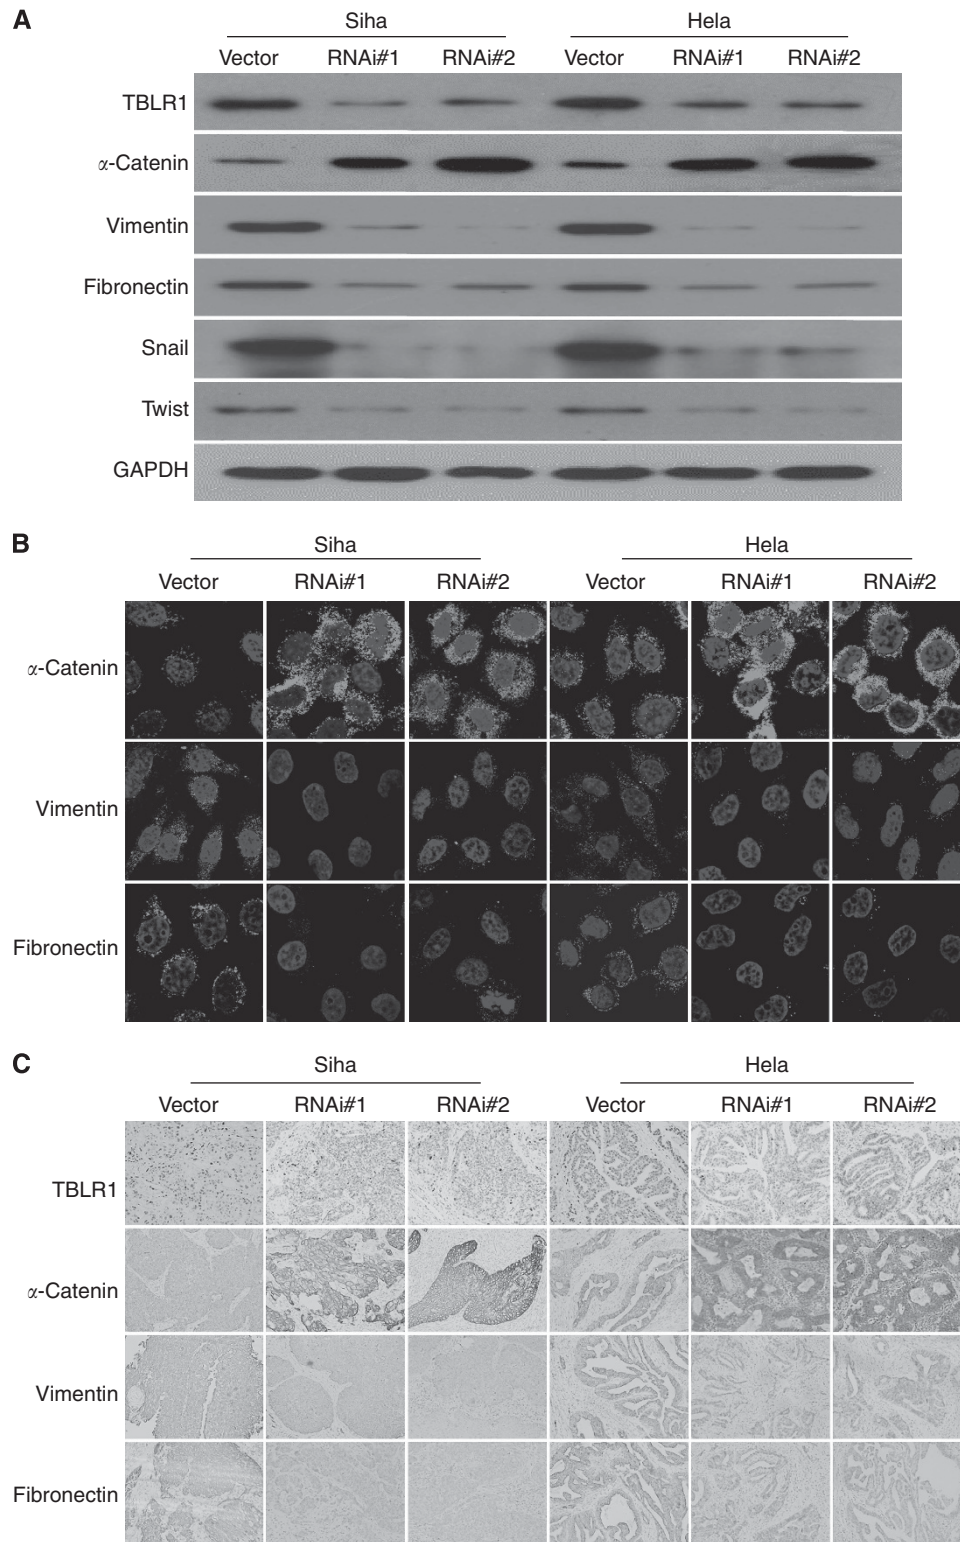 A
Siha Hela
Vector RNAi#1 RNAi#2 Vector RNAi#1 RNAi#2
TBLR1
α-Catenin
Vimentin
Fibronectin
Snail
Twist
GAPDH
B
Siha Hela
Vector RNAi#1 RNAi#2 Vector RNAi#1 RNAi#2
α-Catenin
Vimentin
Fibronectin
C
Siha Hela
Vector RNAi#1 RNAi#2 Vector RNAi#1 RNAi#2
TBLR1
α-Catenin
Vimentin
Fibronectin